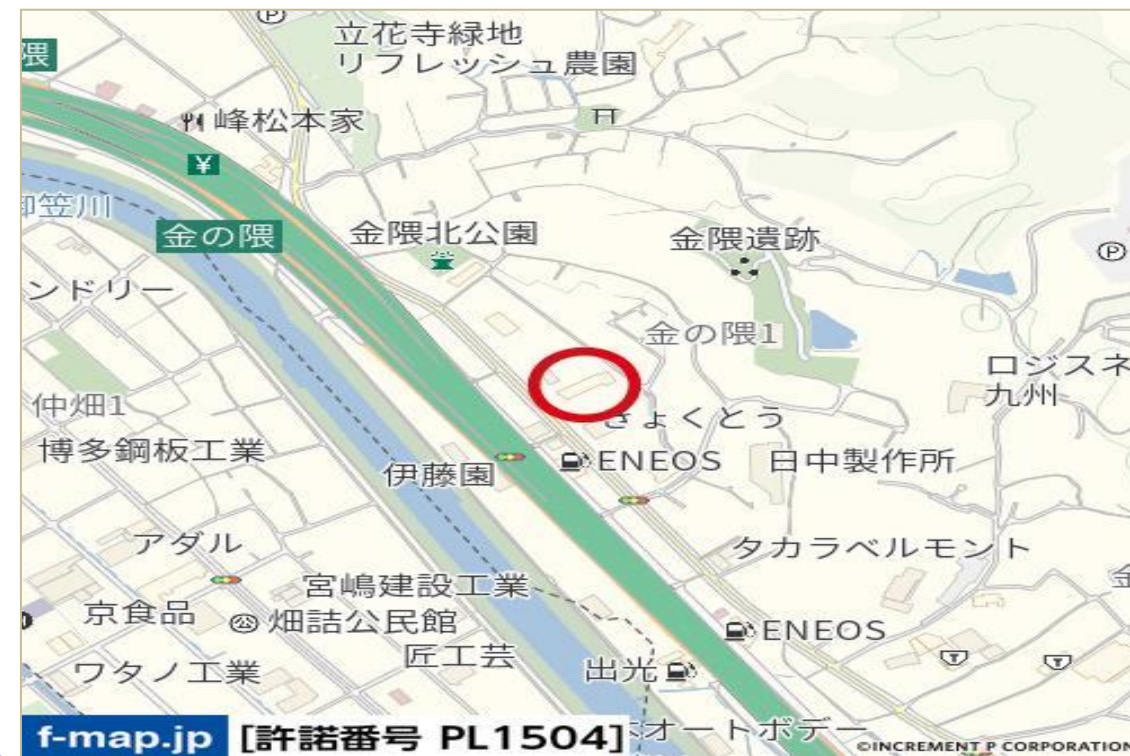 立花寺緑地
リフレッシュ農園
隈
峰松本家
¥
御笠川
金の隈
金隈北公園
金隈遺跡
P
ンドリー
金の隈1
ロジスネ
九州
仲畑1
きょくとう
博多鋼板工業
伊藤園
ENEOS
日中製作所
アダル
タカラベルモント
宮嶋建設工業
金
京食品
公
畑詰公民館
ENEOS
匠工芸
ワタノ工業
出光
オートボデー
f-map.jp [許諾番号 PL1504]
©INCREMENT P CORPORATION